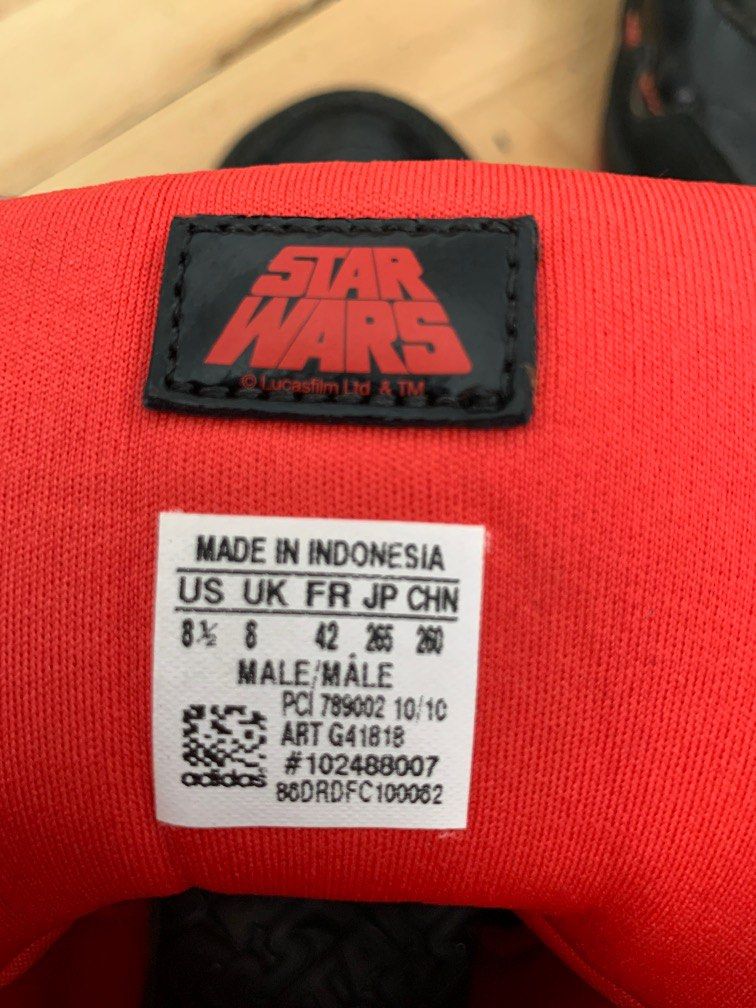 STAR
WARS
© Lucasfilm Ltd & TM
MADE IN INDONESIA
US UK FR JP CHN
8½ 8 42 265 260
MALE/MÂLE
PCI 789002 10/10
ART G41818
#102488007
adidas
86DRDFC100062